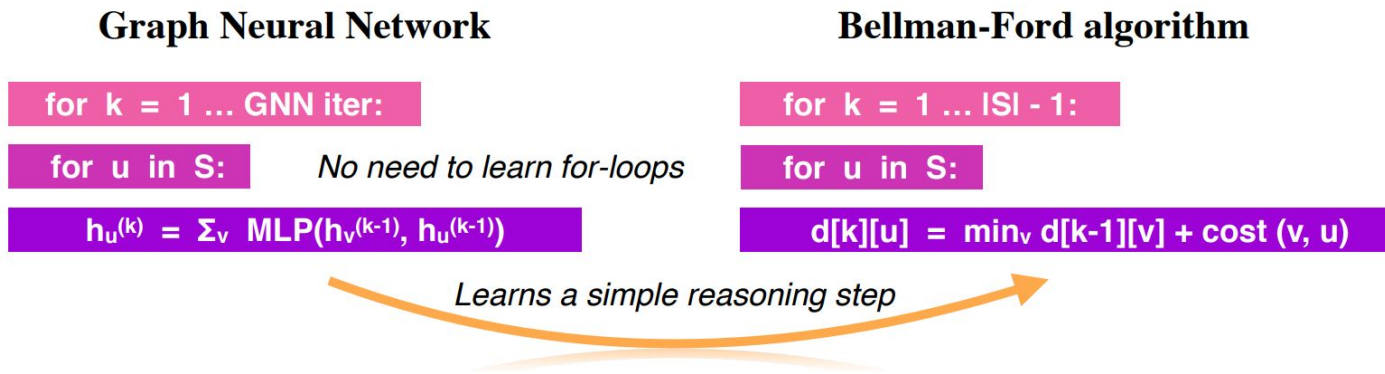 Graph Neural Network
for k = 1 ... GNN iter:
for u in S:
hᵤ⁽ᵏ⁾ = Σᵥ MLP(hᵥ⁽ᵏ⁻¹⁾, hᵤ⁽ᵏ⁻¹⁾)
No need to learn for-loops
Bellman-Ford algorithm
for k = 1 ... |S| - 1:
for u in S:
d[k][u] = minᵥ d[k-1][v] + cost (v, u)
Learns a simple reasoning step